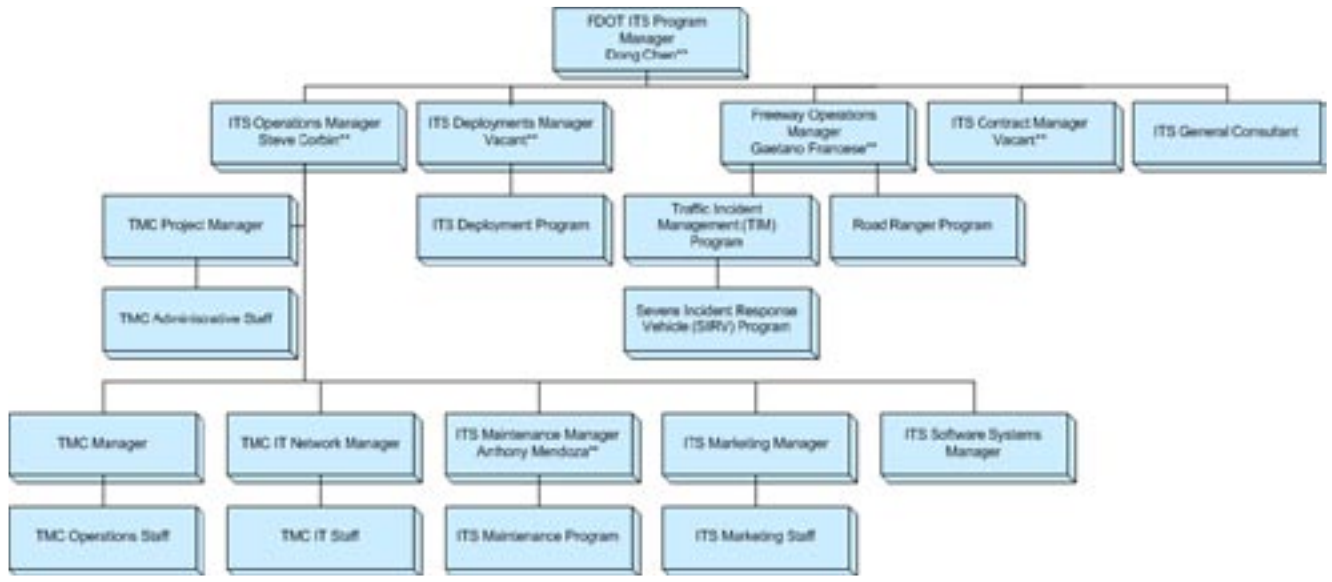 FDOT ITS Program
Manager
Dong Chen**
ITS Operations Manager
Steve Corbin**
ITS Deployments Manager
Vacant**
Freeway Operations
Manager
Gaetano Francese**
ITS Contract Manager
Vacant**
ITS General Consultant
TMC Project Manager
ITS Deployment Program
Traffic Incident
Management (TIM)
Program
Road Ranger Program
TMC Administrative Staff
Severe Incident Response
Vehicle (SIRV) Program
TMC Manager
TMC IT Network Manager
ITS Maintenance Manager
Anthony Mendoza**
ITS Marketing Manager
ITS Software Systems
Manager
TMC Operations Staff
TMC IT Staff
ITS Maintenance Program
ITS Marketing Staff